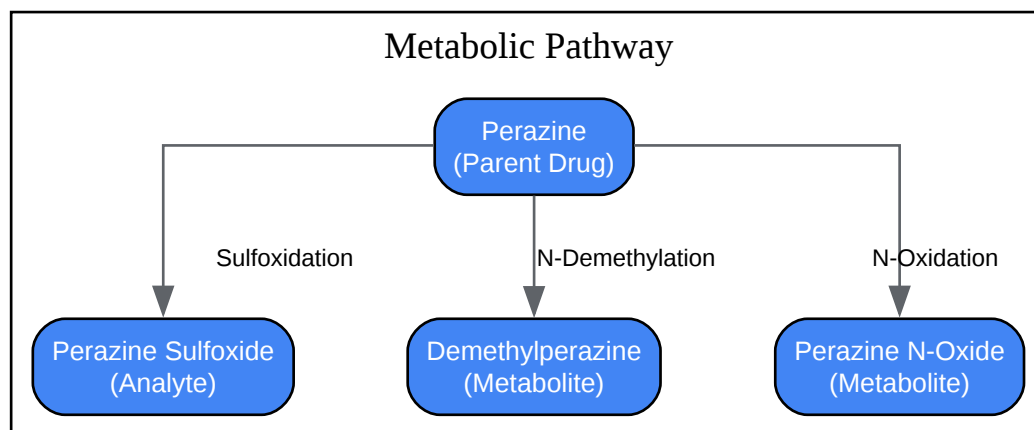 Metabolic Pathway
Perazine
(Parent Drug)
Sulfoxidation
N-Demethylation
N-Oxidation
Perazine Sulfoxide
(Analyte)
Demethylperazine
(Metabolite)
Perazine N-Oxide
(Metabolite)